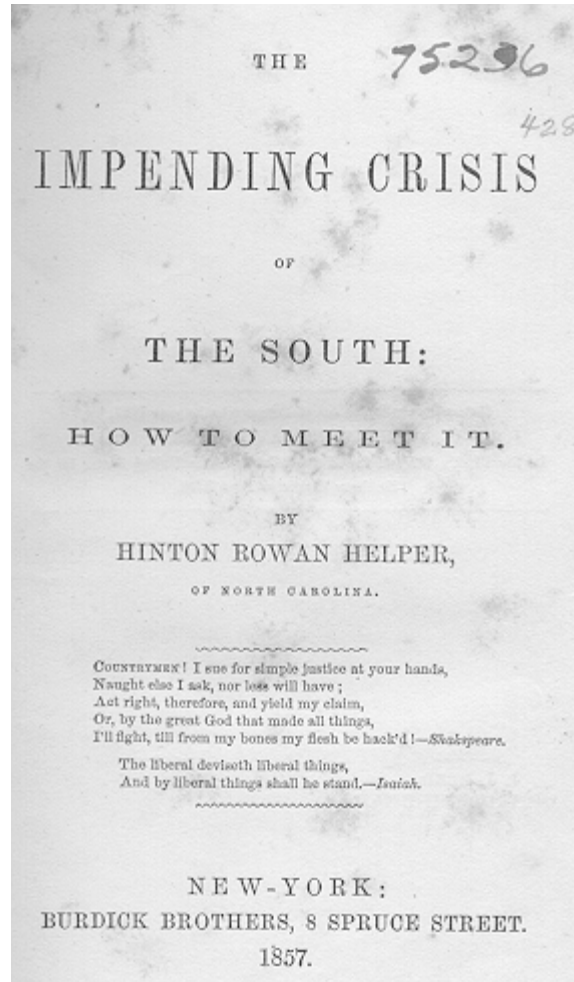 THE
75236
428
IMPENDING CRISIS
OF
THE SOUTH:
HOW TO MEET IT.
BY
HINTON ROWAN HELPER,
OF NORTH CAROLINA.
COUNTRYMEN! I sue for simple justice at your hands,
Naught else I ask, nor less will have;
Act right, therefore, and yield my claim,
Or, by the great God that made all things,
I'll fight, till from my bones my flesh be hack'd!—Shakspeare.
The liberal deviseth liberal things,
And by liberal things shall he stand.—Isaiah.
NEW-YORK:
BURDICK BROTHERS, 8 SPRUCE STREET.
1857.